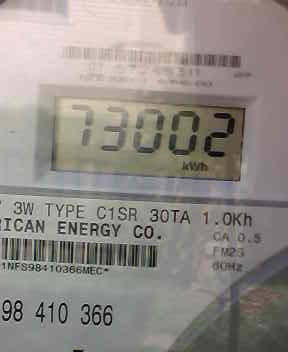 73002
kWh
3W TYPE C1SR 30TA 1.0Kh
RICAN ENERGY CO.
CA 0.5
1NFS98410366MEC*
FM2S
60Hz
98 410 366